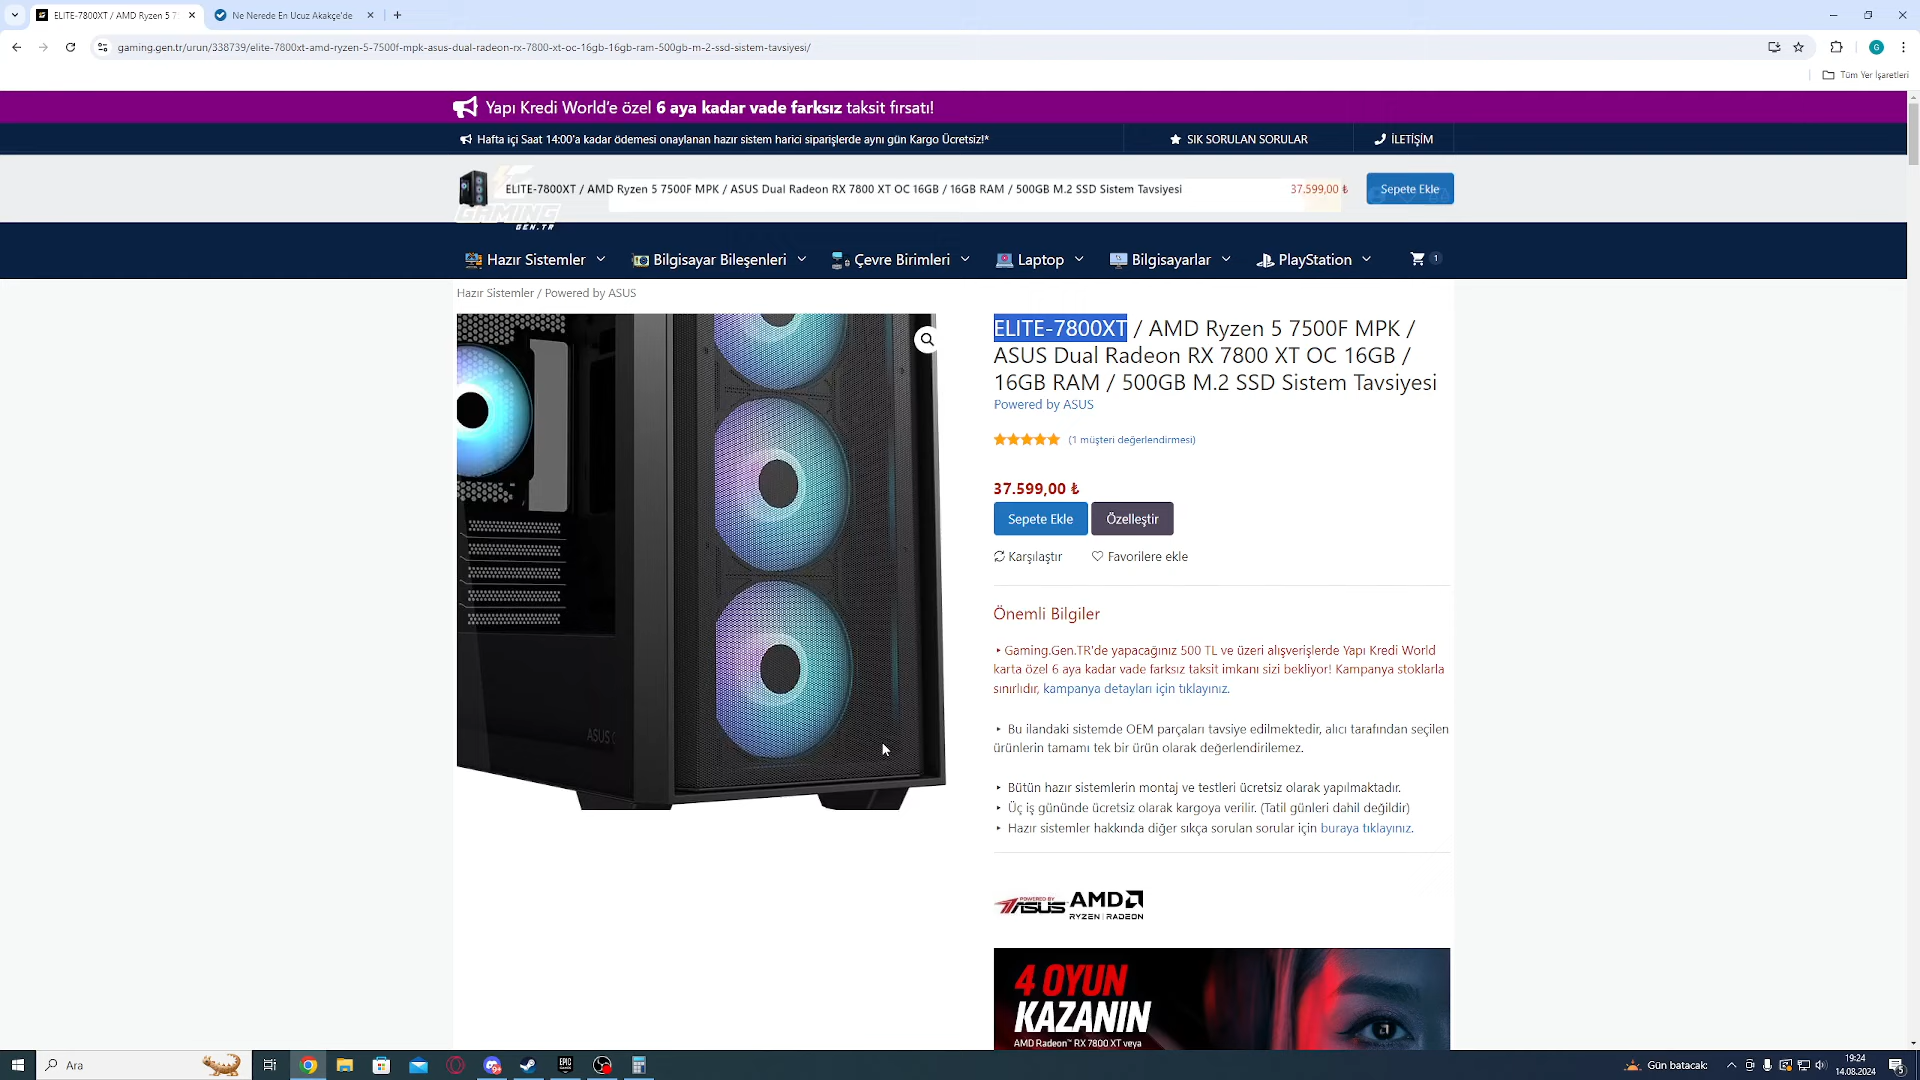 ELITE-7800XT / AMD Ryzen 5 7
Ne Nerede En Ucuz Akakçe'de
gaming.gen.tr/urun/338739/elite-7800xt-amd-ryzen-5-7500f-mpk-asus-dual-radeon-rx-7800-xt-oc-16gb-16gb-ram-500gb-m-2-ssd-sistem-tavsiyesi/
G
Tüm Yer İşaretleri
Yapı Kredi World'e özel 6 aya kadar vade farksız taksit fırsatı!
Hafta içi Saat 14:00'a kadar ödemesi onaylanan hazır sistem harici siparişlerde aynı gün Kargo Ücretsiz!*
SIK SORULAN SORULAR
İLETİŞİM
ELITE-7800XT / AMD Ryzen 5 7500F MPK / ASUS Dual Radeon RX 7800 XT OC 16GB / 16GB RAM / 500GB M.2 SSD Sistem Tavsiyesi
37.599,00 ₺
Sepete Ekle
GAMING
GEN.TR
Hazır Sistemler
Bilgisayar Bileşenleri
Çevre Birimleri
Laptop
Bilgisayarlar
PlayStation
1
Hazır Sistemler / Powered by ASUS
ELITE-7800XT / AMD Ryzen 5 7500F MPK /
ASUS Dual Radeon RX 7800 XT OC 16GB /
16GB RAM / 500GB M.2 SSD Sistem Tavsiyesi
Powered by ASUS
(1 müşteri değerlendirmesi)
37.599,00 ₺
Sepete Ekle
Özelleştir
Karşılaştır
Favorilere ekle
Önemli Bilgiler
‣ Gaming.Gen.TR'de yapacağınız 500 TL ve üzeri alışverişlerde Yapı Kredi World
karta özel 6 aya kadar vade farksız taksit imkanı sizi bekliyor! Kampanya stoklarla
sınırlıdır, kampanya detayları için tıklayınız.
‣ Bu ilandaki sistemde OEM parçaları tavsiye edilmektedir, alıcı tarafından seçilen
ürünlerin tamamı tek bir ürün olarak değerlendirilemez.
‣ Bütün hazır sistemlerin montaj ve testleri ücretsiz olarak yapılmaktadır.
‣ Üç iş gününde ücretsiz olarak kargoya verilir. (Tatil günleri dahil değildir)
‣ Hazır sistemler hakkında diğer sıkça sorulan sorular için buraya tıklayınız.
ASUS
POWERED BY
ASUS
AMD
RYZEN | RADEON
4 OYUN
KAZANIN
AMD Radeon™ RX 7800 XT veya
Ara
EPIC
GAMES
Gün batacak:
19:24
14.08.2024
5